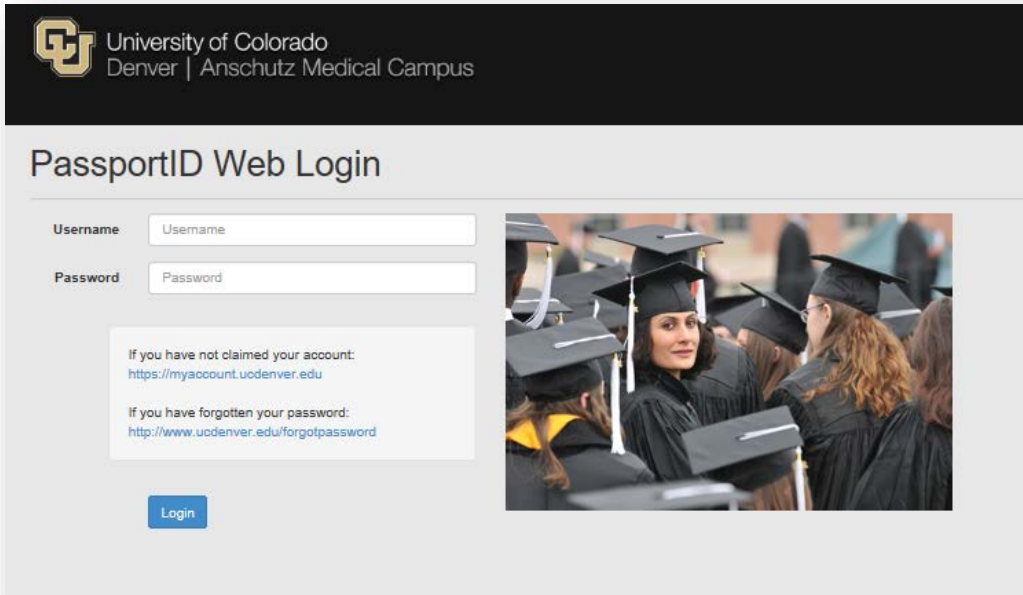 CU
University of Colorado
Denver | Anschutz Medical Campus
PassportID Web Login
Username Username
Password Password
If you have not claimed your account:
https://myaccount.ucdenver.edu
If you have forgotten your password:
http://www.ucdenver.edu/forgotpassword
Login